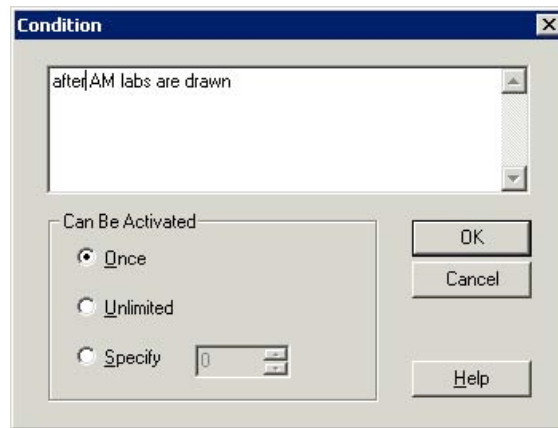 Condition
after AM labs are drawn
Can Be Activated
OK
Once
Cancel
Unlimited
Specify 0
Help